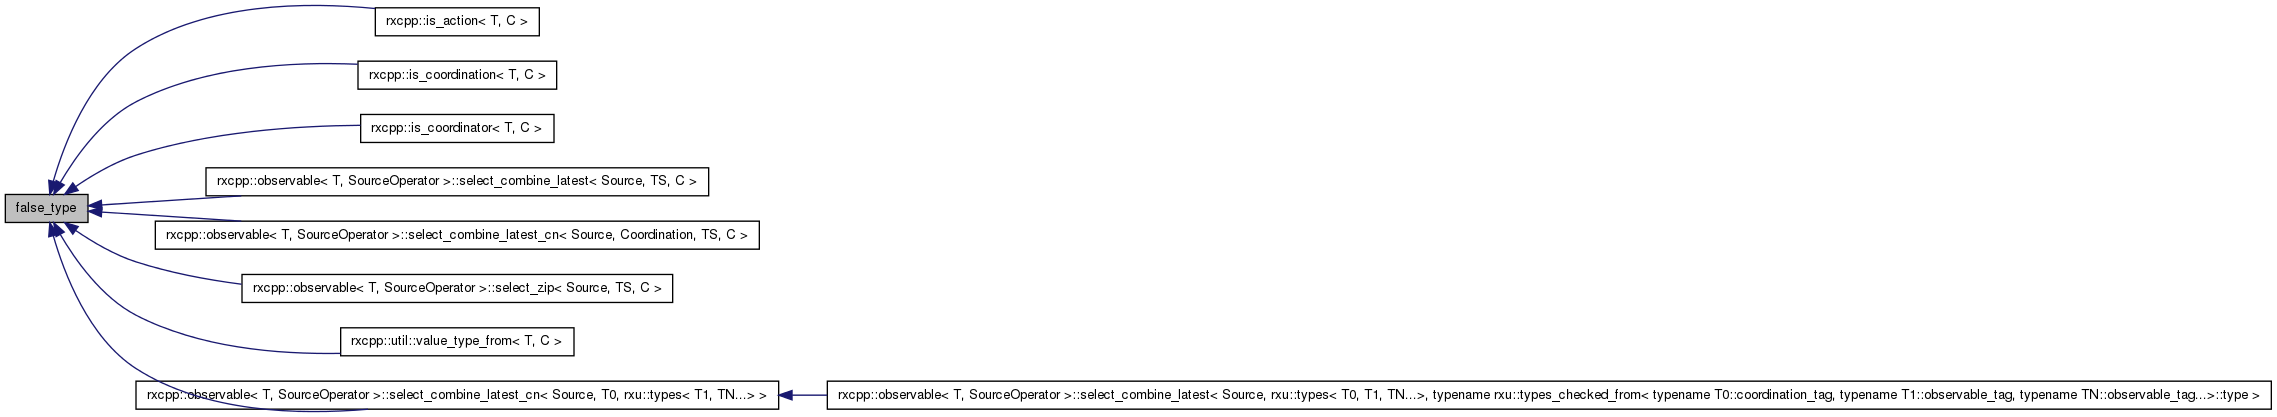 rxcpp::is_action< T, C >
rxcpp::is_coordination< T, C >
rxcpp::is_coordinator< T, C >
rxcpp::observable< T, SourceOperator >::select_combine_latest< Source, TS, C >
false_type
rxcpp::observable< T, SourceOperator >::select_combine_latest_cn< Source, Coordination, TS, C >
rxcpp::observable< T, SourceOperator >::select_zip< Source, TS, C >
rxcpp::util::value_type_from< T, C >
rxcpp::observable< T, SourceOperator >::select_combine_latest_cn< Source, T0, rxu::types< T1, TN...> >
rxcpp::observable< T, SourceOperator >::select_combine_latest< Source, rxu::types< T0, T1, TN...>, typename rxu::types_checked_from< typename T0::coordination_tag, typename T1::observable_tag, typename TN::observable_tag...>::type >